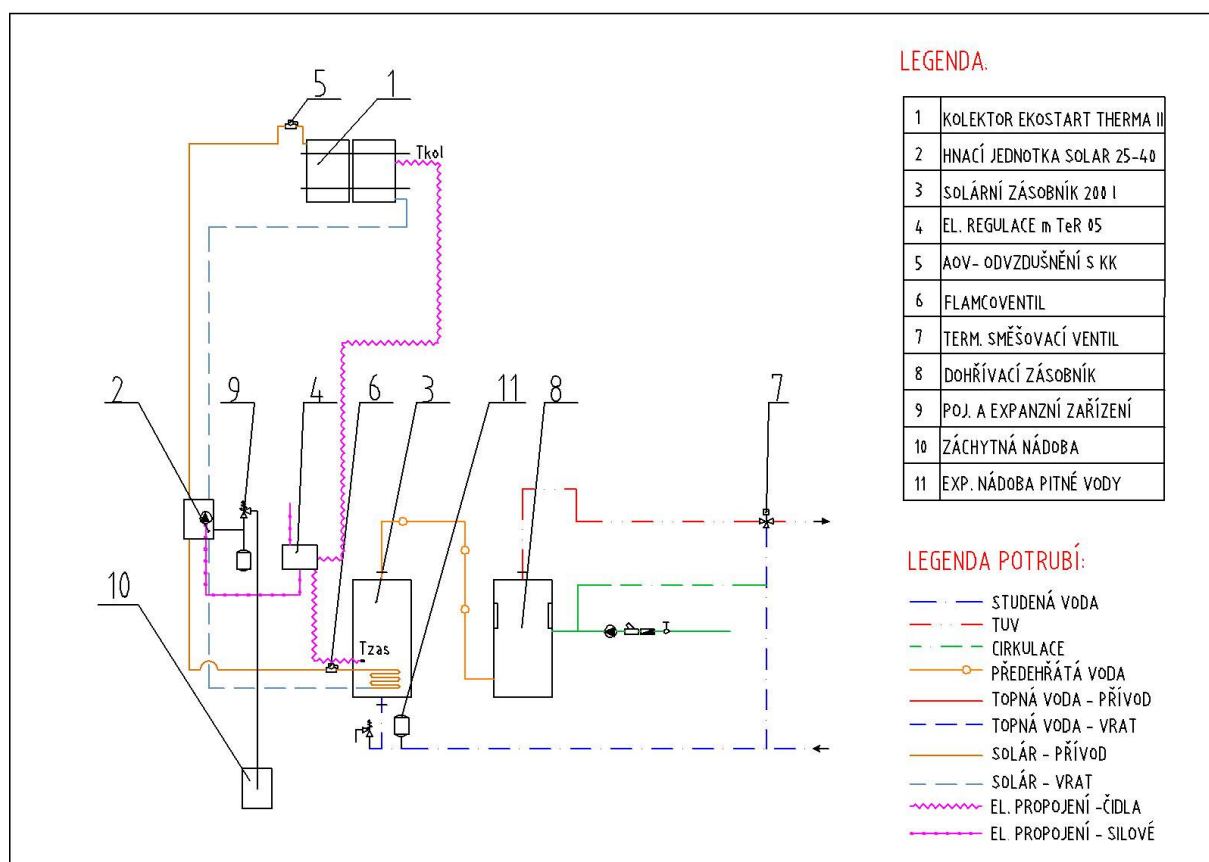 5
1
Tkol
2
9
4
6
3
11
8
7
10
Tzas
LEGENDA:
1 KOLEKTOR EKOSTART THERMA II
2 HNACÍ JEDNOTKA SOLAR 25-40
3 SOLÁRNÍ ZÁSOBNÍK 200 l
4 EL. REGULACE m TeR 05
5 AOV- ODVZDUŠNĚNÍ S KK
6 FLAMCOVENTIL
7 TERM. SMĚŠOVACÍ VENTIL
8 DOHŘÍVACÍ ZÁSOBNÍK
9 POJ. A EXPANZNÍ ZAŘÍZENÍ
10 ZÁCHYTNÁ NÁDOBA
11 EXP. NÁDOBA PITNÉ VODY
LEGENDA POTRUBÍ:
STUDENÁ VODA
TUV
CIRKULACE
PŘEDEHŘÁTÁ VODA
TOPNÁ VODA - PŘÍVOD
TOPNÁ VODA - VRAT
SOLÁR - PŘÍVOD
SOLÁR - VRAT
EL. PROPOJENÍ -ČIDLA
EL. PROPOJENÍ - SILOVÉ